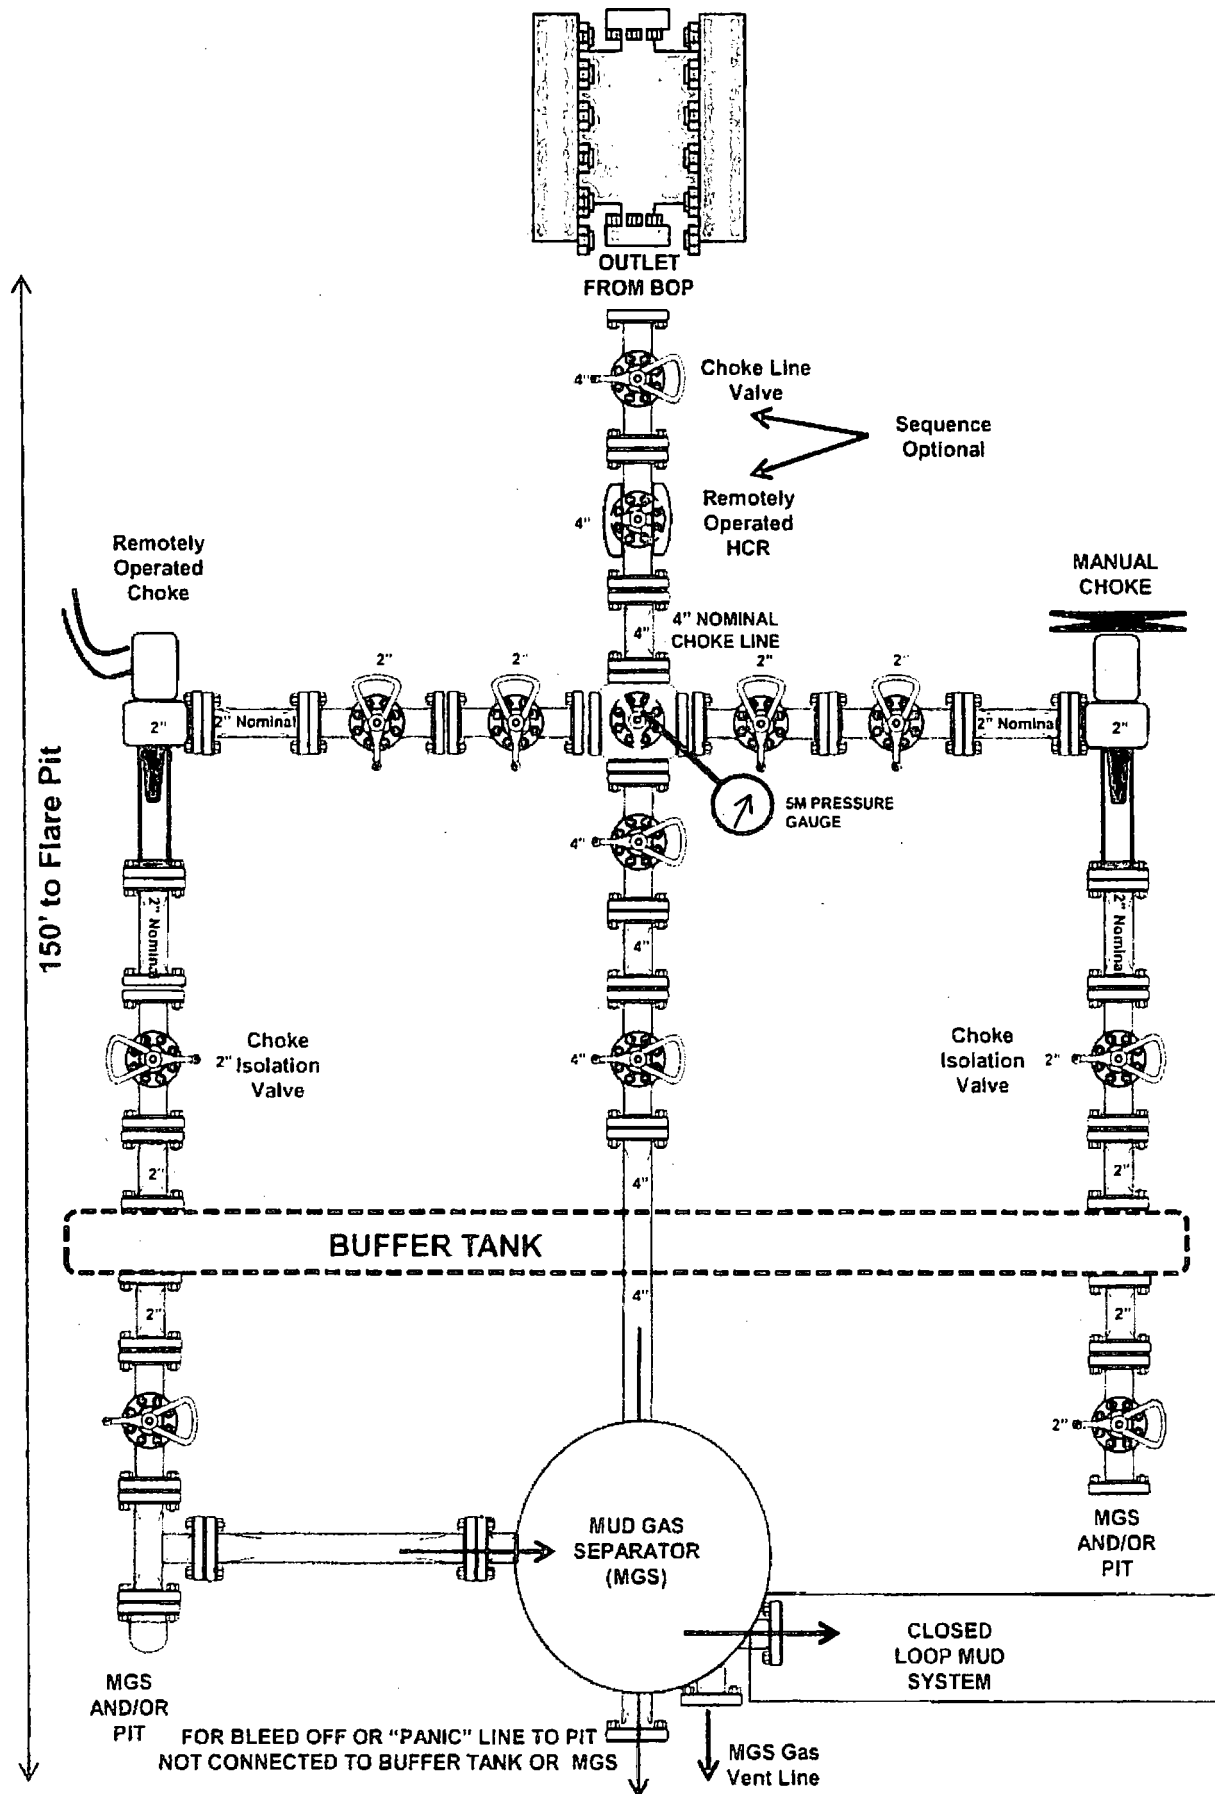 OUTLET
FROM BOP
4"
Choke Line
Valve
Sequence
Optional
4"
Remotely
Operated
HCR
Remotely
Operated
Choke
MANUAL
CHOKE
4"
4" NOMINAL
CHOKE LINE
2"
2"
2"
2"
2"
2" Nominal
2" Nominal
2"
5M PRESSURE
GAUGE
4"
150' to Flare Pit
2" Nominal
4"
2" Nominal
2"
Choke
Isolation
Valve
4"
Choke
Isolation
Valve
2"
2"
4"
2"
BUFFER TANK
2"
4"
2"
2"
MUD GAS
SEPARATOR
(MGS)
MGS
AND/OR
PIT
CLOSED
LOOP MUD
SYSTEM
MGS
AND/OR
PIT
FOR BLEED OFF OR "PANIC" LINE TO PIT
NOT CONNECTED TO BUFFER TANK OR MGS
MGS Gas
Vent Line